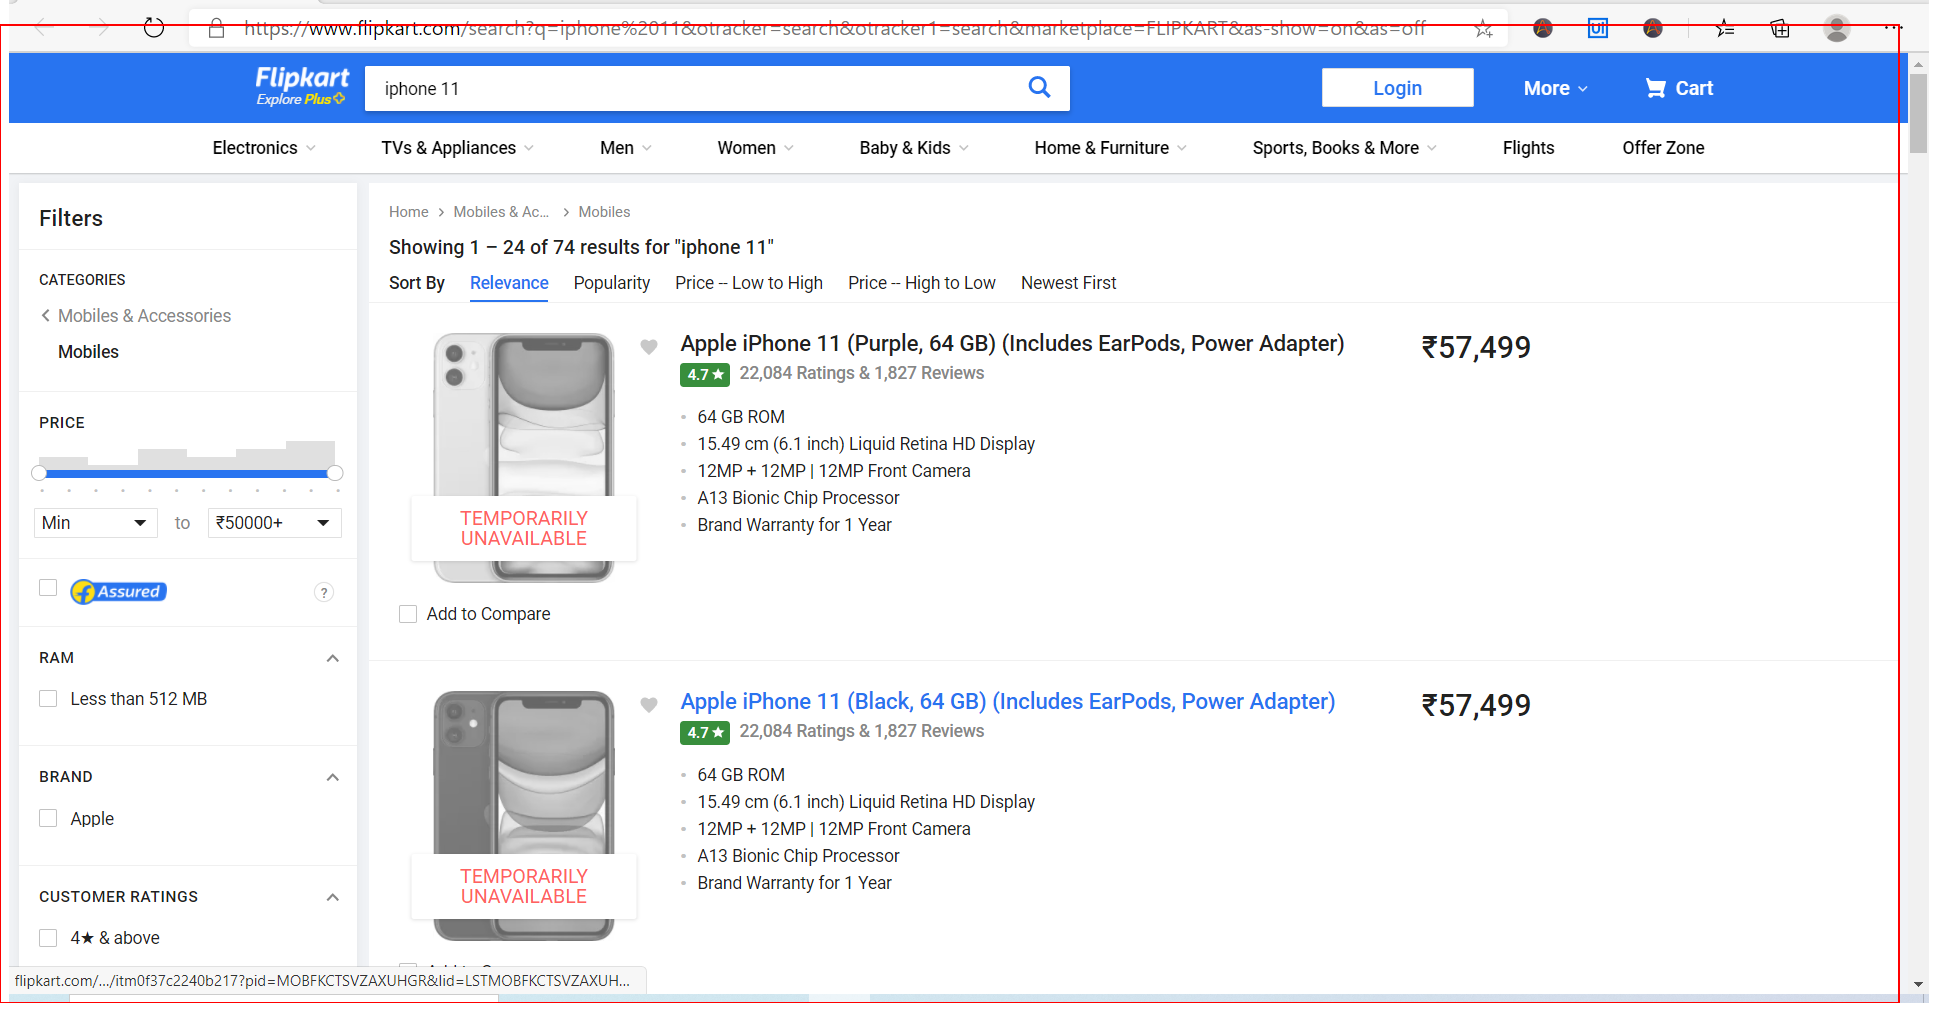 https://www.flipkart.com/search?q=iphone%2011&otracker=search&otracker1=search&marketplace=FLIPKART&as-show=on&as=off
Flipkart
Explore Plus
iphone 11
Login
More
Cart
Electronics
TVs & Appliances
Men
Women
Baby & Kids
Home & Furniture
Sports, Books & More
Flights
Offer Zone
Filters
CATEGORIES
Mobiles & Accessories
Mobiles
PRICE
Min
to
₹50000+
Assured
?
RAM
Less than 512 MB
BRAND
Apple
CUSTOMER RATINGS
4★ & above
Home > Mobiles & Ac... > Mobiles
Showing 1 – 24 of 74 results for "iphone 11"
Sort By Relevance Popularity Price -- Low to High Price -- High to Low Newest First
TEMPORARILY
UNAVAILABLE
Add to Compare
Apple iPhone 11 (Purple, 64 GB) (Includes EarPods, Power Adapter)
4.7★ 22,084 Ratings & 1,827 Reviews
64 GB ROM
15.49 cm (6.1 inch) Liquid Retina HD Display
12MP + 12MP | 12MP Front Camera
A13 Bionic Chip Processor
Brand Warranty for 1 Year
₹57,499
TEMPORARILY
UNAVAILABLE
Apple iPhone 11 (Black, 64 GB) (Includes EarPods, Power Adapter)
4.7★ 22,084 Ratings & 1,827 Reviews
64 GB ROM
15.49 cm (6.1 inch) Liquid Retina HD Display
12MP + 12MP | 12MP Front Camera
A13 Bionic Chip Processor
Brand Warranty for 1 Year
₹57,499
flipkart.com/.../itm0f37c2240b217?pid=MOBFKCTSVZAXUHGR&lid=LSTMOBFKCTSVZAXUH...